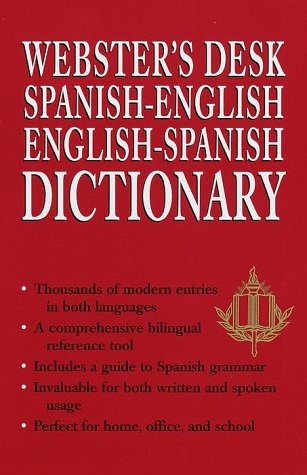 WEBSTER'S DESK
SPANISH-ENGLISH
ENGLISH-SPANISH
DICTIONARY
• Thousands of modern entries
in both languages
• A comprehensive bilingual
reference tool
• Includes a guide to Spanish grammar
• Invaluable for both written and spoken
usage
• Perfect for home, office, and school